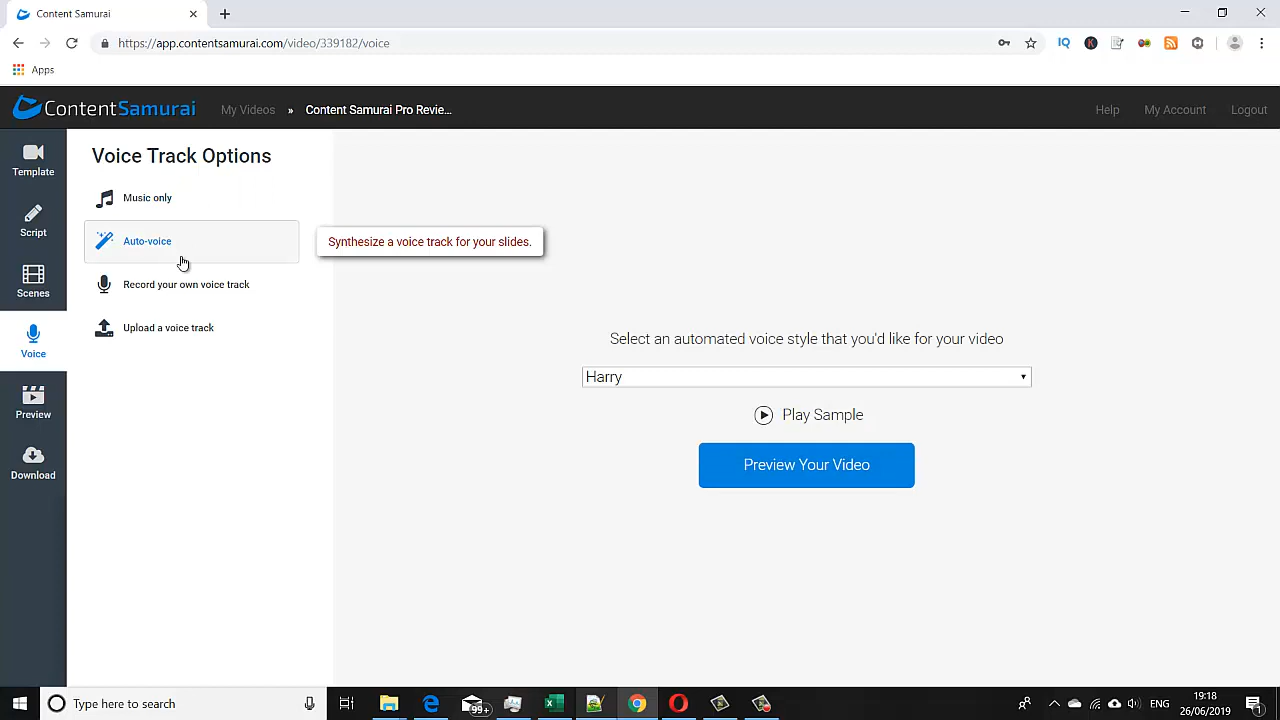 Content Samurai
https://app.contentsamurai.com/video/339182/voice
IQ
K
Apps
ContentSamurai
My Videos » Content Samurai Pro Revie...
Help
My Account
Logout
Template
Script
Scenes
Voice
Preview
Download
Voice Track Options
Music only
Auto-voice
Synthesize a voice track for your slides.
Record your own voice track
Upload a voice track
Select an automated voice style that you'd like for your video
Harry
Play Sample
Preview Your Video
Type here to search
99+
ENG
19:18
26/06/2019
1